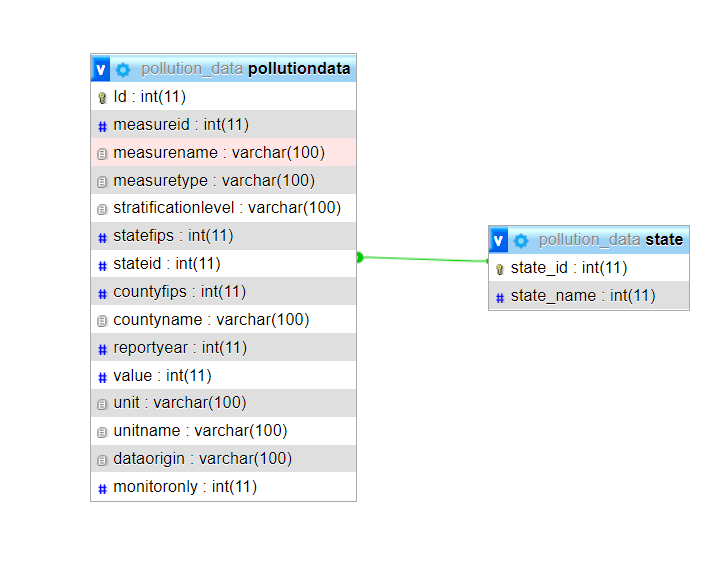 v pollution_data pollutiondata
Id : int(11)
# measureid : int(11)
measurename : varchar(100)
measuretype : varchar(100)
stratificationlevel : varchar(100)
# statefips : int(11)
# stateid : int(11)
# countyfips : int(11)
countyname : varchar(100)
# reportyear : int(11)
# value : int(11)
unit : varchar(100)
unitname : varchar(100)
dataorigin : varchar(100)
# monitoronly : int(11)
v pollution_data state
state_id : int(11)
# state_name : int(11)